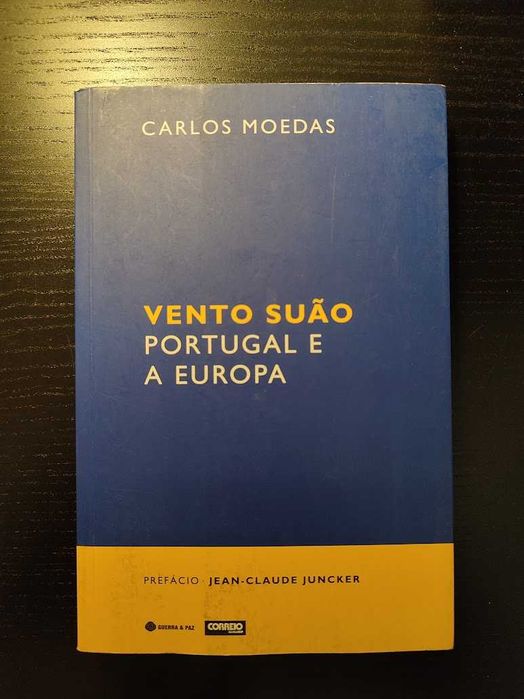 CARLOS MOEDAS
VENTO SUÃO
PORTUGAL E
A EUROPA
PREFÁCIO · JEAN-CLAUDE JUNCKER
GUERRA & PAZ
CORREIO